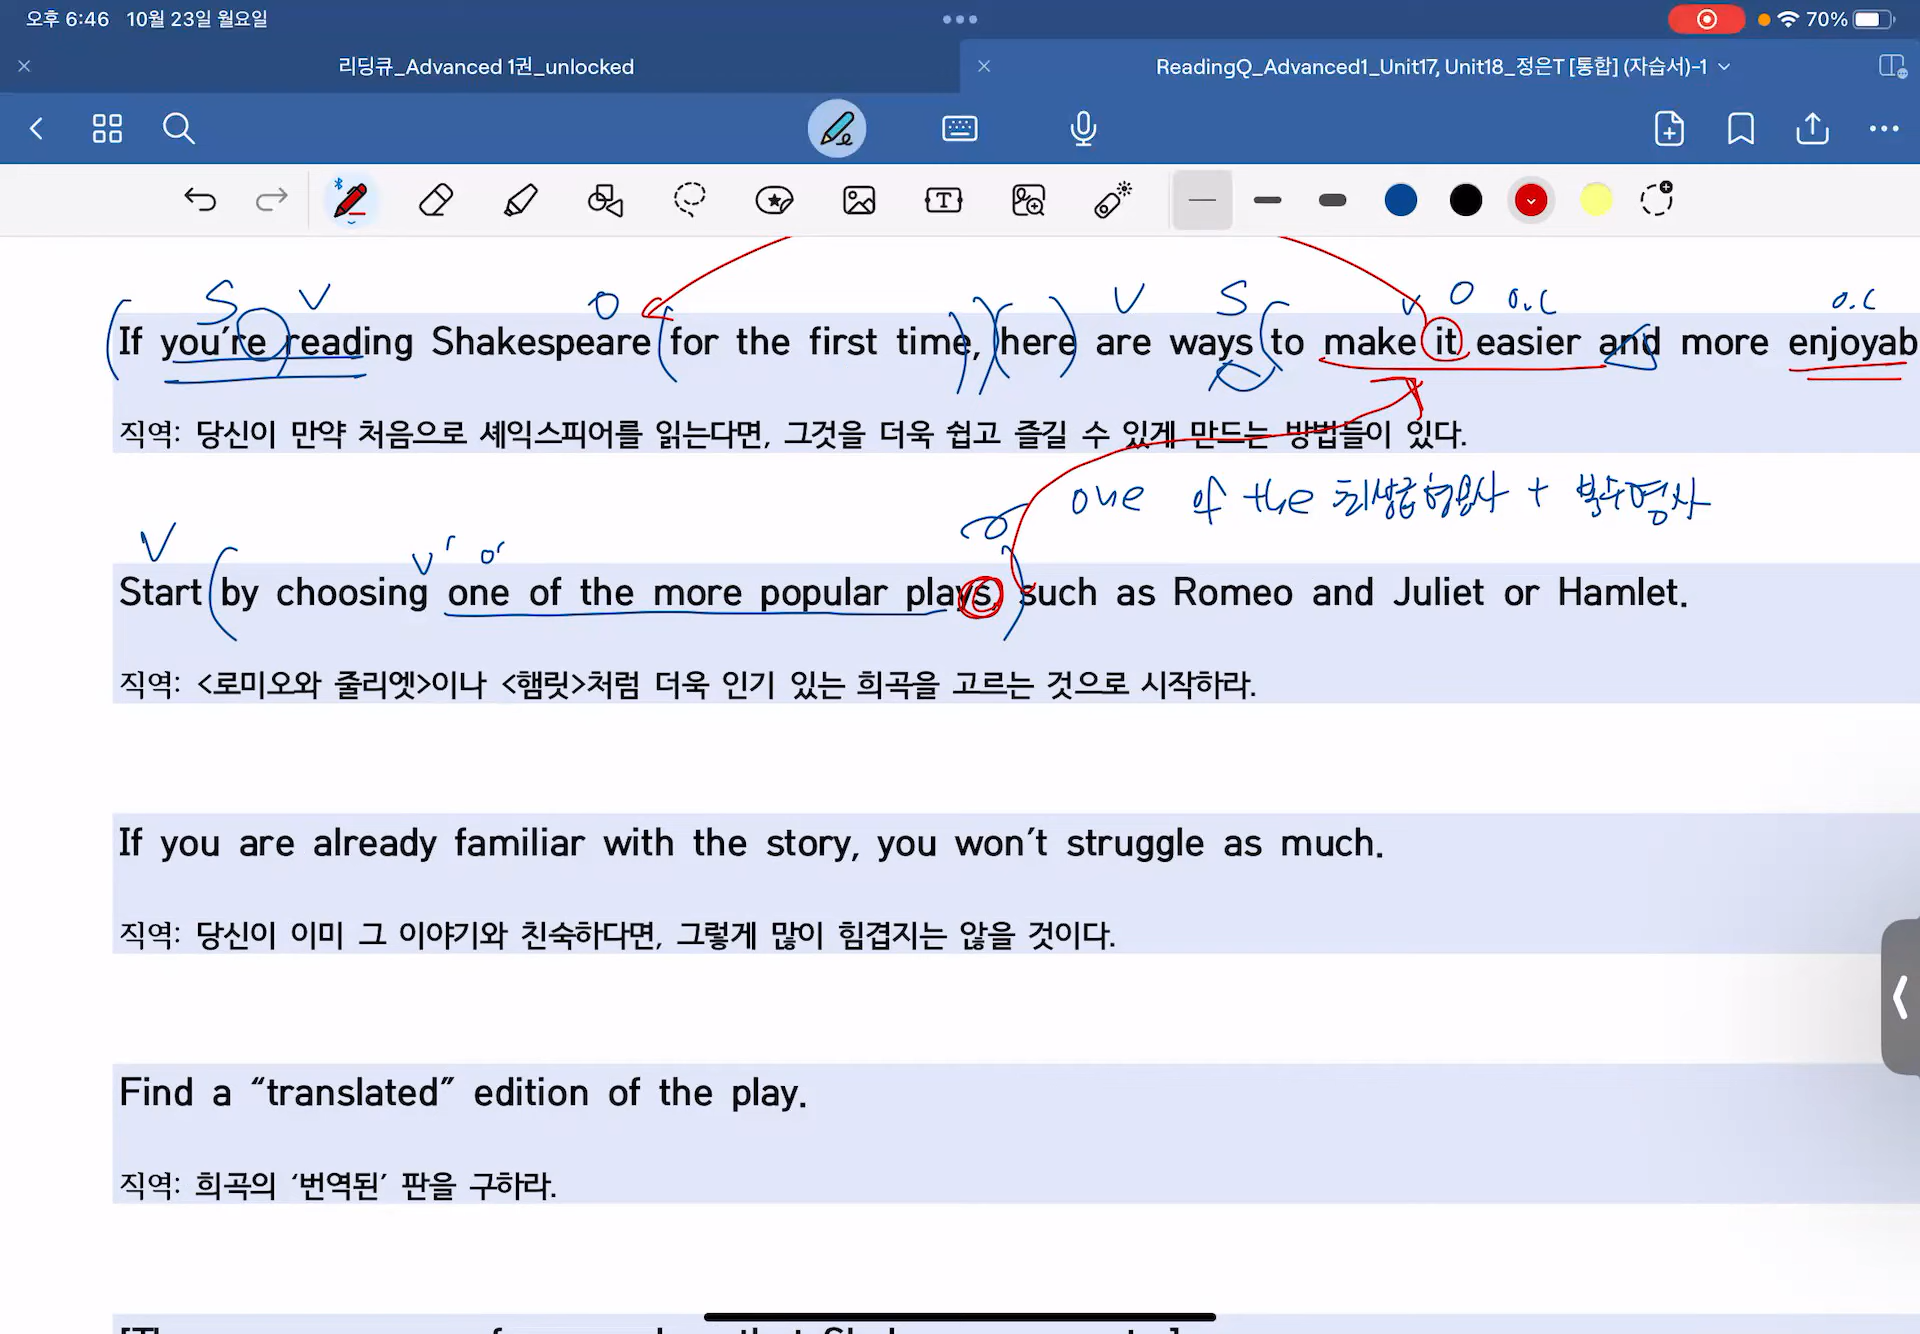 오후 6:46 10월 23일 월요일 70%
리딩큐_Advanced 1권_unlocked ReadingQ_Advanced1_Unit17, Unit18_정은T [통합] (자습서)-1
S V O V S V O O.C O.C
If you're reading Shakespeare for the first time, here are ways to make it easier and more enjoyab
직역: 당신이 만약 처음으로 셰익스피어를 읽는다면, 그것을 더욱 쉽고 즐길 수 있게 만드는 방법들이 있다.
one of the 최상급형용사 + 복수명사
V V' O'
Start by choosing one of the more popular plays, such as Romeo and Juliet or Hamlet.
직역: <로미오와 줄리엣>이나 <햄릿>처럼 더욱 인기 있는 희곡을 고르는 것으로 시작하라.
If you are already familiar with the story, you won't struggle as much.
직역: 당신이 이미 그 이야기와 친숙하다면, 그렇게 많이 힘겹지는 않을 것이다.
Find a “translated” edition of the play.
직역: 희곡의 ‘번역된’ 판을 구하라.